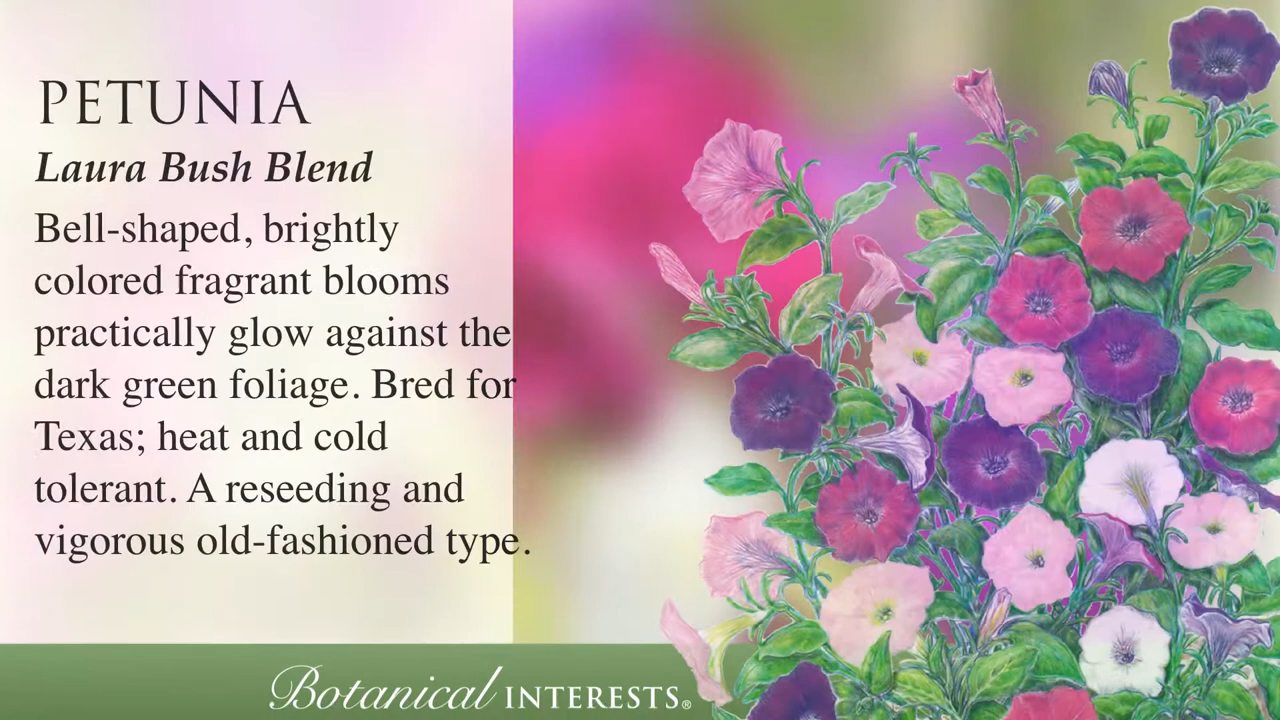 PETUNIA
Laura Bush Blend
Bell-shaped, brightly
colored fragrant blooms
practically glow against the
dark green foliage. Bred for
Texas; heat and cold
tolerant. A reseeding and
vigorous old-fashioned type.
Botanical INTERESTS®